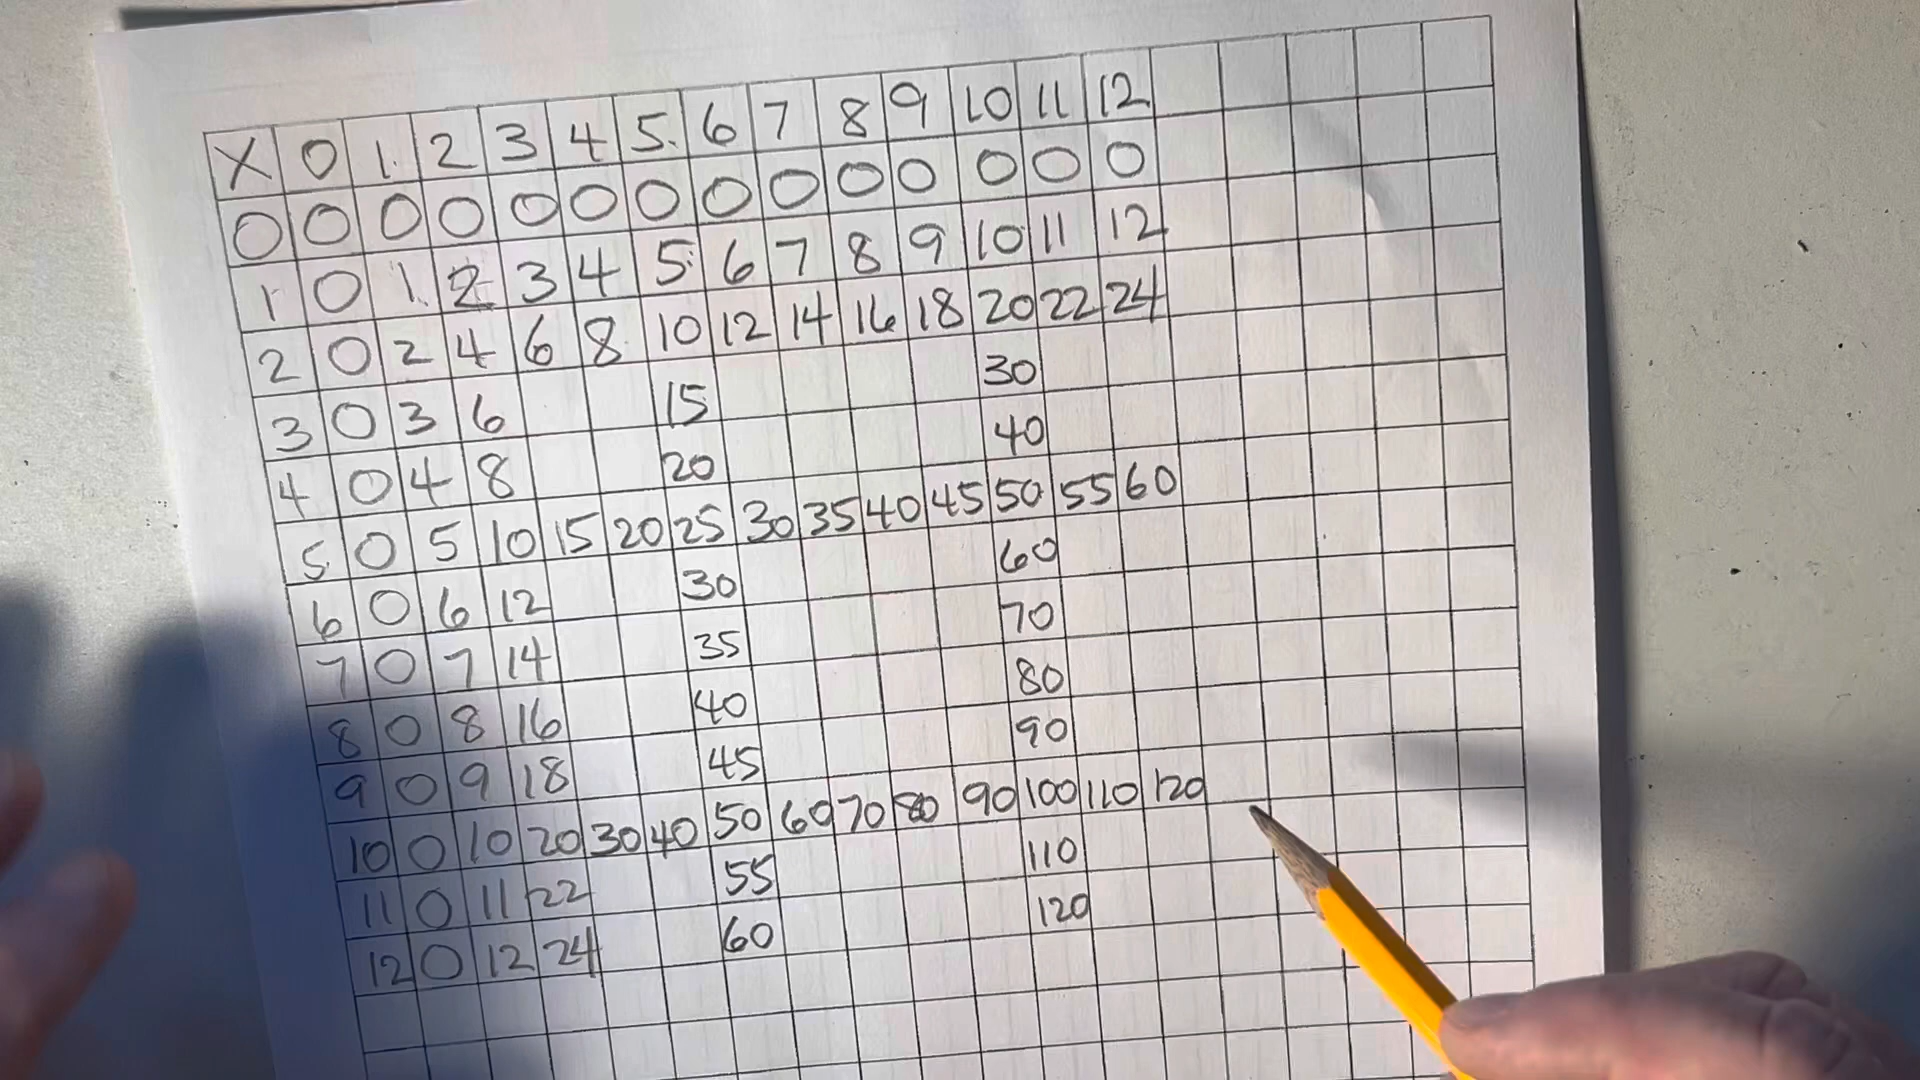 X 0 1. 2 3 4 5. 6 7 8 9 10 11 12
0 0 0 0 0 0 0 0 0 0 0 0 0 0
1 0 1. 2 3 4 5 6 7 8 9 10 11 12
2 0 2 4 6 8 10 12 14 16 18 20 22 24
3 0 3 6 15 30
4 0 4 8 20 40
5. 0 5 10 15 20 25 30 35 40 45 50 55 60
6 0 6 12 30 60
7 0 7 14 35 70
8 0 8 16 40 80
9 0 9 18 45 90
10 0 10 20 30 40 50 60 70 80 90 100 110 120
11 0 11 22 55 110
12 0 12 24 60 120